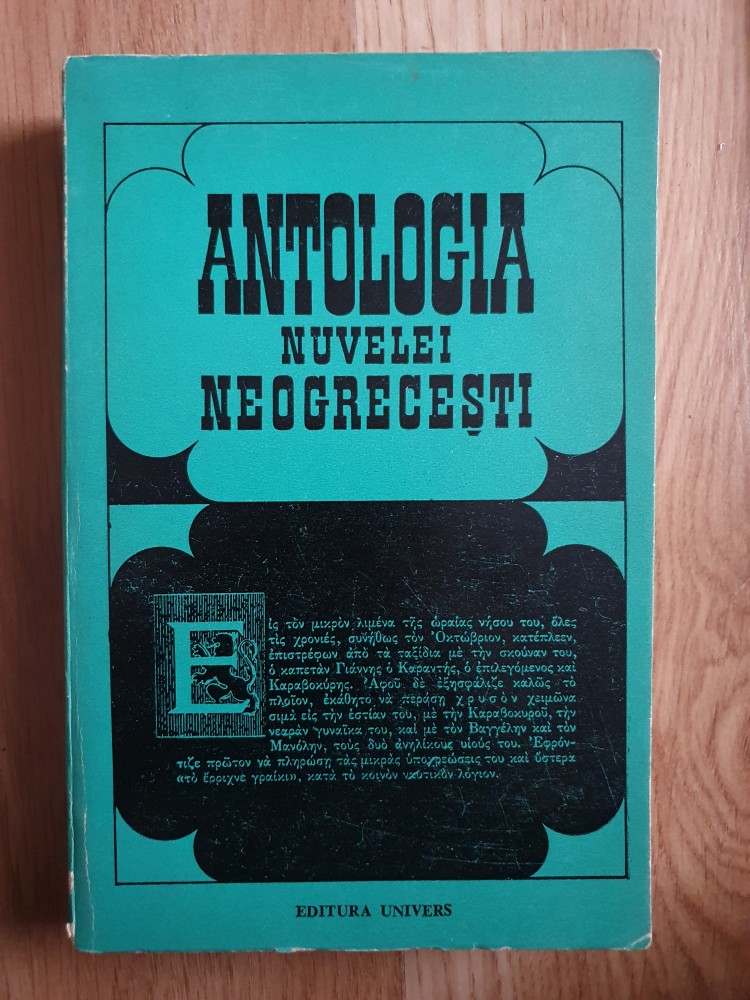 ANTOLOGIA
NUVELEI
NEOGRECEȘTI
Εἰς τὸν μικρὸν λιμένα τῆς ὡραίας νήσου του, ὅλες
τὶς χρονιές, συνήθως τὸν Ὀκτώβριον, κατέπλεεν,
ἐπιστρέφων ἀπὸ τὰ ταξίδια μὲ τὴν σκούναν του,
ὁ καπετὰν Γιάννης ὁ Καραντής, ὁ ἐπιλεγόμενος καὶ
Καραβοκύρης. Ἀφοῦ δὲ ἐξησφάλιζε καλῶς τὸ
πλοῖον, ἐκάθητο νὰ περάσῃ χρυσὸν χειμῶνα
σιμὰ εἰς τὴν ἑστίαν του, μὲ τὴν Καραβοκυροῦ, τὴν
νεαρὰν γυναῖκα του, καὶ μὲ τὸν Βαγγέλην καὶ τὸν
Μανόλην, τοὺς δυὸ ἀνηλίκους υἱούς του. Ἐφρόν-
τιζε πρῶτον νὰ πληρώσῃ τὰς μικρὰς ὑποχρεώσεις του καὶ ὕστερα
«τὸ ἔρριχνε γραίκι», κατὰ τὸ κοινὸν ναυτικὸν λόγιον.
EDITURA UNIVERS